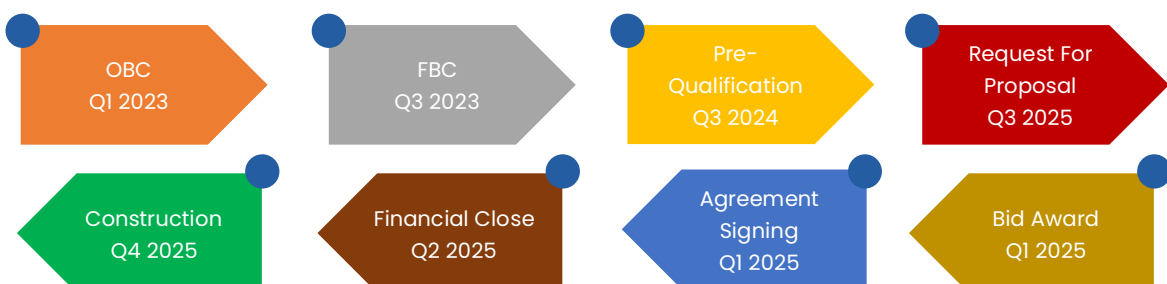 OBC
Q1 2023
FBC
Q3 2023
Pre-
Qualification
Q3 2024
Request For
Proposal
Q3 2025
Construction
Q4 2025
Financial Close
Q2 2025
Agreement
Signing
Q1 2025
Bid Award
Q1 2025